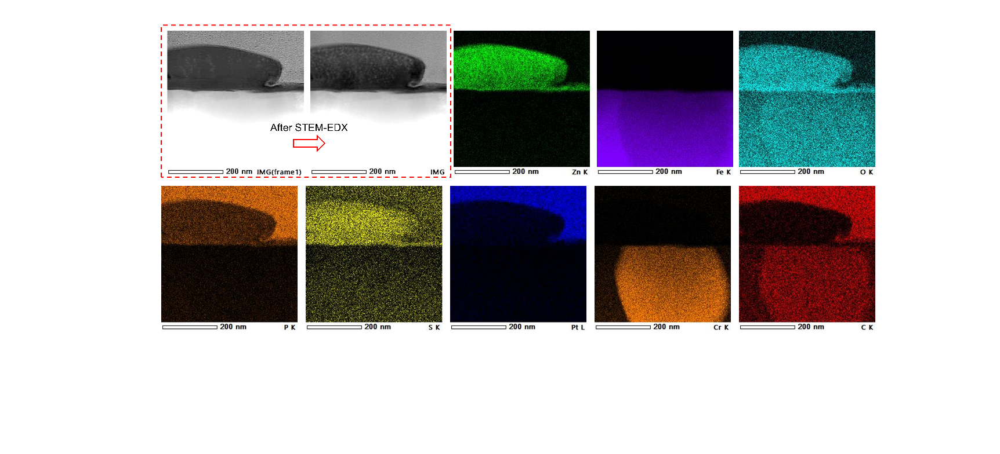 After STEM-EDX
200 nm IMG(frame1)
200 nm IMG
200 nm Zn K
200 nm Fe K
200 nm O K
200 nm P K
200 nm S K
200 nm Pt L
200 nm Cr K
200 nm C K